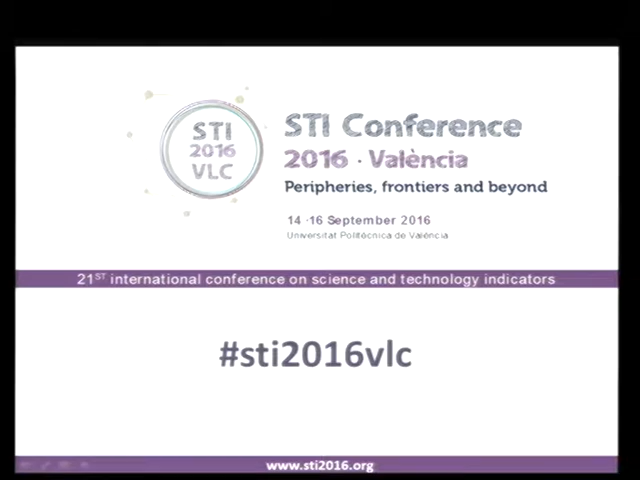 STI
2016
VLC
STI Conference
2016 · València
Peripheries, frontiers and beyond
14 ·16 September 2016
Universitat Politècnica de València
21ST international conference on science and technology indicators
#sti2016vlc
www.sti2016.org